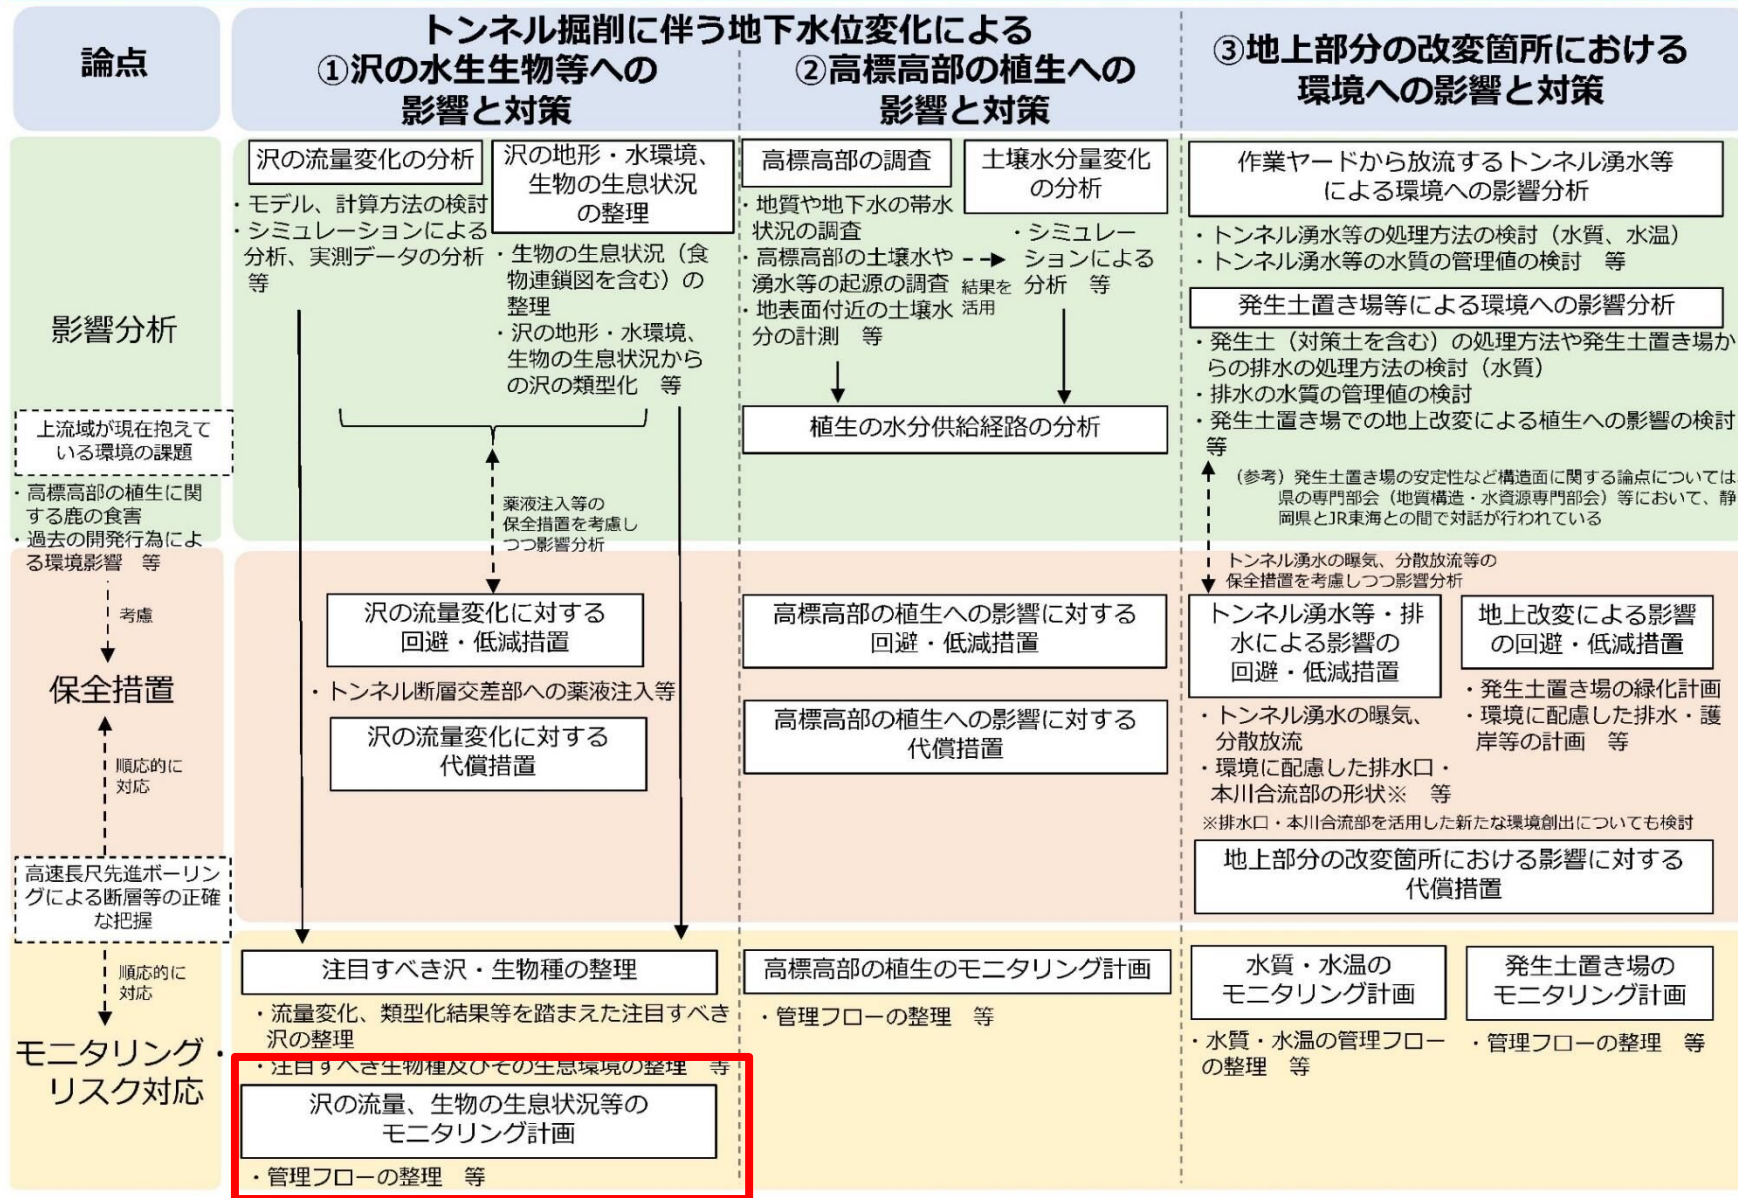 論点
トンネル掘削に伴う地下水位変化による
①沢の水生生物等への
影響と対策
②高標高部の植生への
影響と対策
③地上部分の改変箇所における
環境への影響と対策
影響分析
上流域が現在抱えて
いる環境の課題
・高標高部の植生に関
する鹿の食害
・過去の開発行為によ
る環境影響　等
考慮
保全措置
順応的に
対応
高速長尺先進ボーリン
グによる断層等の正確
な把握
順応的に
対応
モニタリング・
リスク対応
沢の流量変化の分析
・モデル、計算方法の検討
・シミュレーションによる
分析、実測データの分析
等
沢の地形・水環境、
生物の生息状況
の整理
・生物の生息状況（食
物連鎖図を含む）の
整理
・沢の地形・水環境、
生物の生息状況から
の沢の類型化　等
薬液注入等の
保全措置を考慮し
つつ影響分析
沢の流量変化に対する
回避・低減措置
・トンネル断層交差部への薬液注入等
沢の流量変化に対する
代償措置
注目すべき沢・生物種の整理
・流量変化、類型化結果等を踏まえた注目すべき
沢の整理
・注目すべき生物種及びその生息環境の整理　等
沢の流量、生物の生息状況等の
モニタリング計画
・管理フローの整理　等
高標高部の調査
・地質や地下水の帯水
状況の調査
・高標高部の土壌水や
湧水等の起源の調査
・地表面付近の土壌水
分の計測　等
結果を
活用
土壌水分量変化
の分析
・シミュレー
ションによる
分析　等
植生の水分供給経路の分析
高標高部の植生への影響に対する
回避・低減措置
高標高部の植生への影響に対する
代償措置
高標高部の植生のモニタリング計画
・管理フローの整理　等
作業ヤードから放流するトンネル湧水等
による環境への影響分析
・トンネル湧水等の処理方法の検討（水質、水温）
・トンネル湧水等の水質の管理値の検討　等
発生土置き場等による環境への影響分析
・発生土（対策土を含む）の処理方法や発生土置き場か
らの排水の処理方法の検討（水質）
・排水の水質の管理値の検討
・発生土置き場での地上改変による植生への影響の検討
等
（参考）発生土置き場の安定性など構造面に関する論点については、
県の専門部会（地質構造・水資源専門部会）等において、静
岡県とJR東海との間で対話が行われている
トンネル湧水の曝気、分散放流等の
保全措置を考慮しつつ影響分析
トンネル湧水等・排
水による影響の
回避・低減措置
・トンネル湧水の曝気、
分散放流
・環境に配慮した排水口・
本川合流部の形状※　等
地上改変による影響
の回避・低減措置
・発生土置き場の緑化計画
・環境に配慮した排水・護
岸等の計画　等
※排水口・本川合流部を活用した新たな環境創出についても検討
地上部分の改変箇所における影響に対する
代償措置
水質・水温の
モニタリング計画
・水質・水温の管理フロー
の整理　等
発生土置き場の
モニタリング計画
・管理フローの整理　等